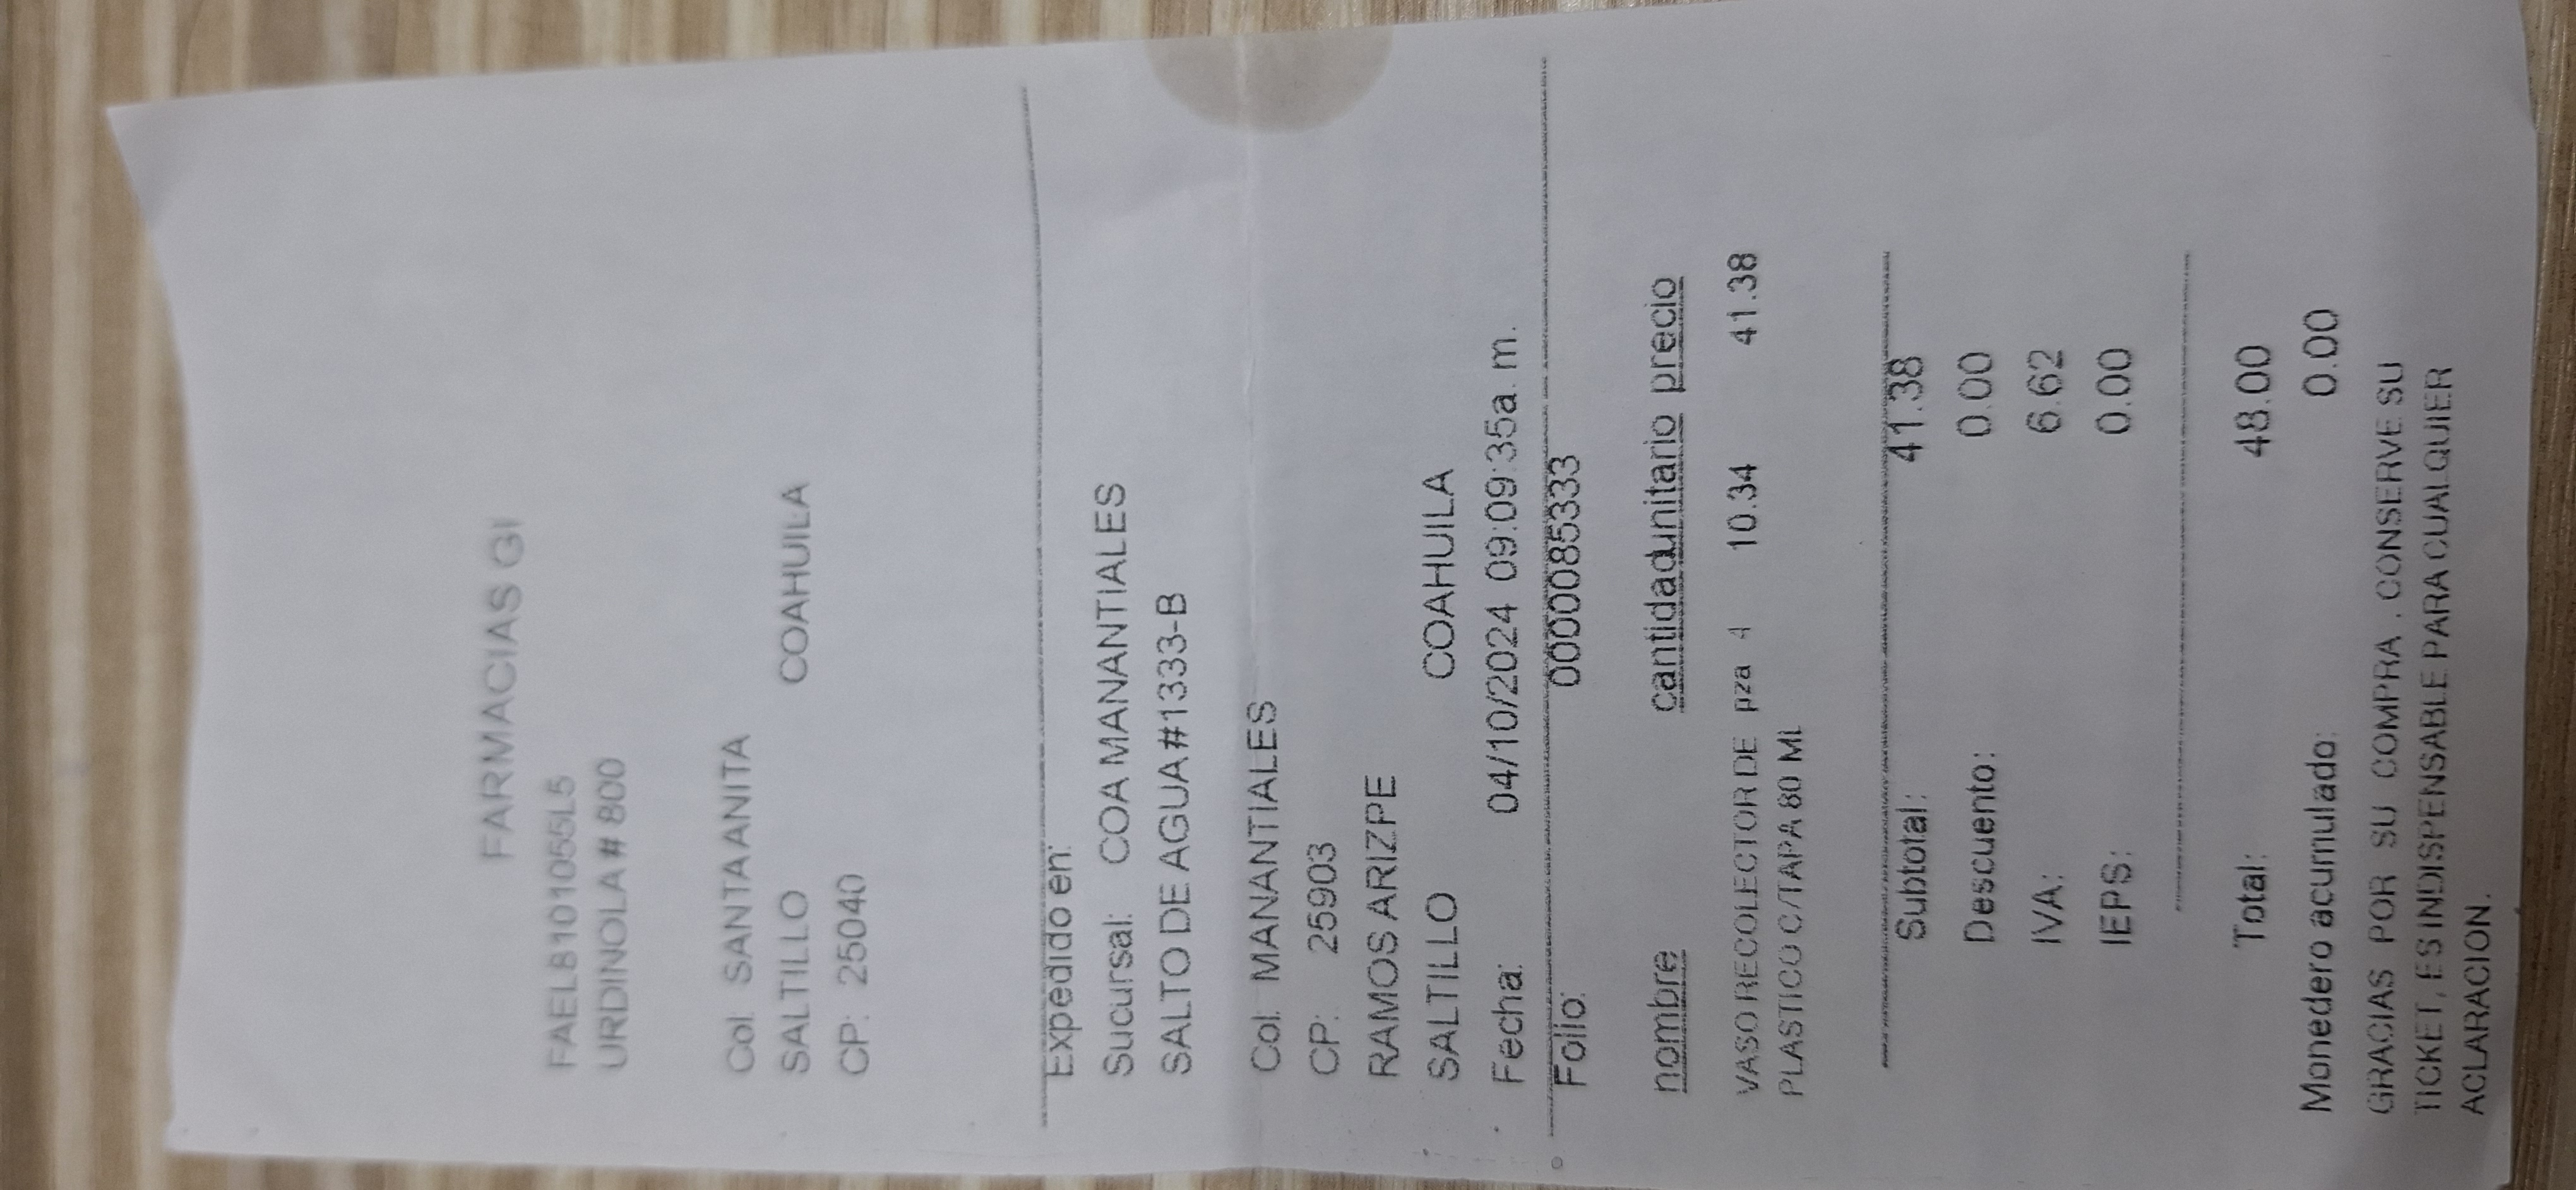 FARMACIAS GI
FAEL8101055L5
URDINOLA # 800
Col: SANTA ANITA
SALTILLO COAHUILA
CP: 25040
Expedido en:
Sucursal: COA MANANTIALES
SALTO DE AGUA #1333-B
Col: MANANTIALES
CP: 25903
RAMOS ARIZPE
SALTILLO COAHUILA
Fecha: 04/10/2024 09:09:35a. m.
Folio: 0000085333
nombre cantidadunitario precio
VASO RECOLECTOR DE pza 4 10.34 41.38
PLASTICO C/TAPA 80 ML
Subtotal: 41.38
Descuento: 0.00
IVA: 6.62
IEPS: 0.00
Total: 48.00
Monedero acumulado: 0.00
GRACIAS POR SU COMPRA . CONSERVE SU
TICKET, ES INDISPENSABLE PARA CUALQUIER
ACLARACION.